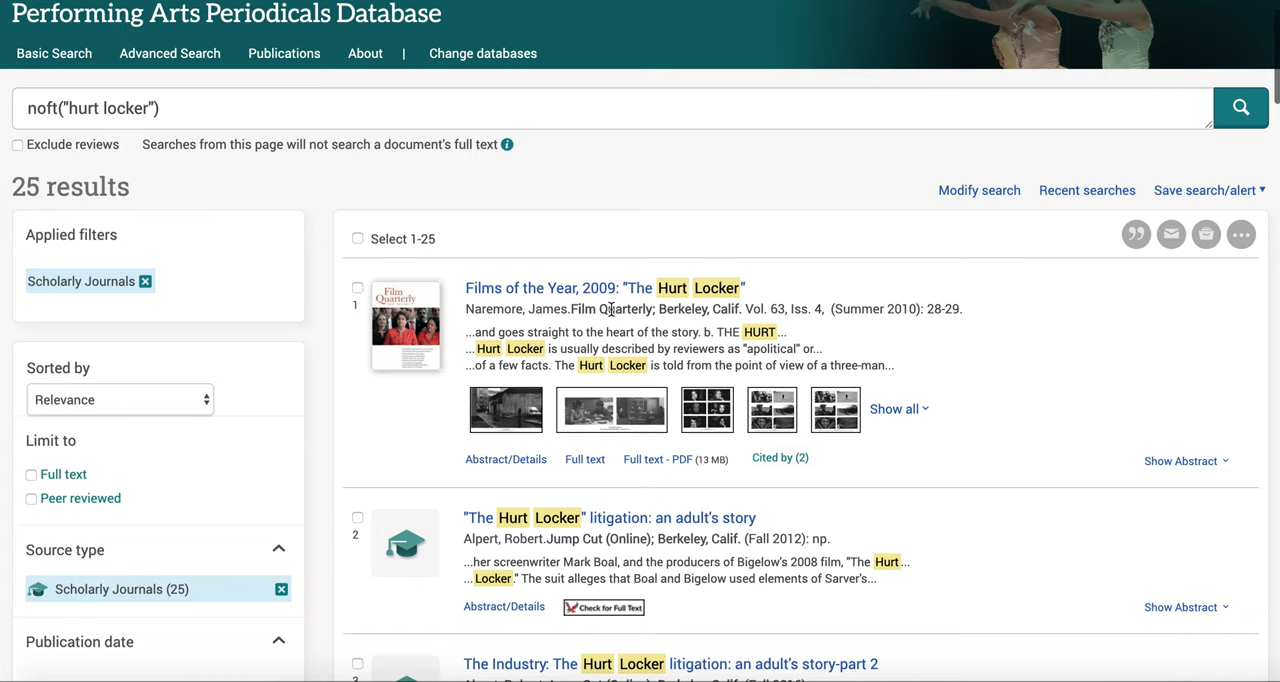 Performing Arts Periodicals Database
Basic Search Advanced Search Publications About | Change databases
noft("hurt locker")
Exclude reviews Searches from this page will not search a document's full text
25 results
Modify search Recent searches Save search/alert
Applied filters
Scholarly Journals
Sorted by
Relevance
Limit to
Full text
Peer reviewed
Source type
Scholarly Journals (25)
Publication date
Select 1-25
1
Film Quarterly
Films of the Year, 2009: "The Hurt Locker"
Naremore, James.Film Quarterly; Berkeley, Calif. Vol. 63, Iss. 4, (Summer 2010): 28-29.
...and goes straight to the heart of the story. b. THE HURT...
...Hurt Locker is usually described by reviewers as "apolitical" or...
...of a few facts. The Hurt Locker is told from the point of view of a three-man...
Show all
Abstract/Details Full text Full text - PDF (13 MB) Cited by (2) Show Abstract
2
"The Hurt Locker" litigation: an adult's story
Alpert, Robert.Jump Cut (Online); Berkeley, Calif. (Fall 2012): np.
...her screenwriter Mark Boal, and the producers of Bigelow's 2008 film, "The Hurt...
...Locker." The suit alleges that Boal and Bigelow used elements of Sarver's...
Abstract/Details Check for Full Text Show Abstract
The Industry: The Hurt Locker litigation: an adult's story-part 2